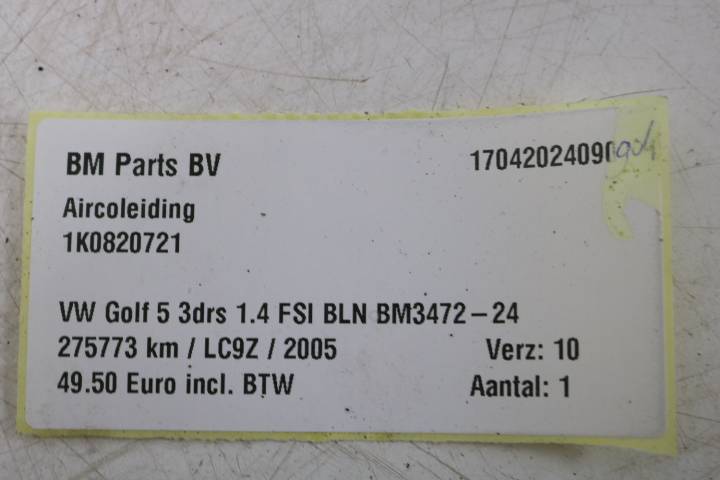 BM Parts BV 17042024090
Aircoleiding
1K0820721
VW Golf 5 3drs 1.4 FSI BLN BM3472-24
275773 km / LC9Z / 2005 Verz: 10
49.50 Euro incl. BTW Aantal: 1